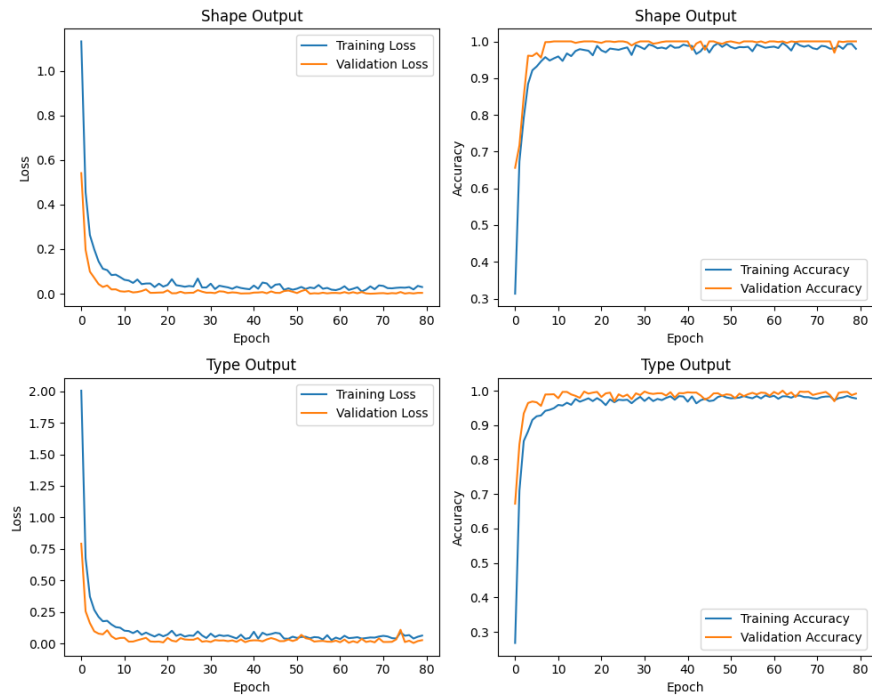 Shape Output
1.0
0.8
0.6
0.4
0.2
0.0
Loss
Training Loss
Validation Loss
0 10 20 30 40 50 60 70 80
Epoch
Shape Output
1.0
0.9
0.8
0.7
0.6
0.5
0.4
0.3
Accuracy
Training Accuracy
Validation Accuracy
0 10 20 30 40 50 60 70 80
Epoch
Type Output
2.00
1.75
1.50
1.25
1.00
0.75
0.50
0.25
0.00
Loss
Training Loss
Validation Loss
0 10 20 30 40 50 60 70 80
Epoch
Type Output
1.0
0.9
0.8
0.7
0.6
0.5
0.4
0.3
Accuracy
Training Accuracy
Validation Accuracy
0 10 20 30 40 50 60 70 80
Epoch